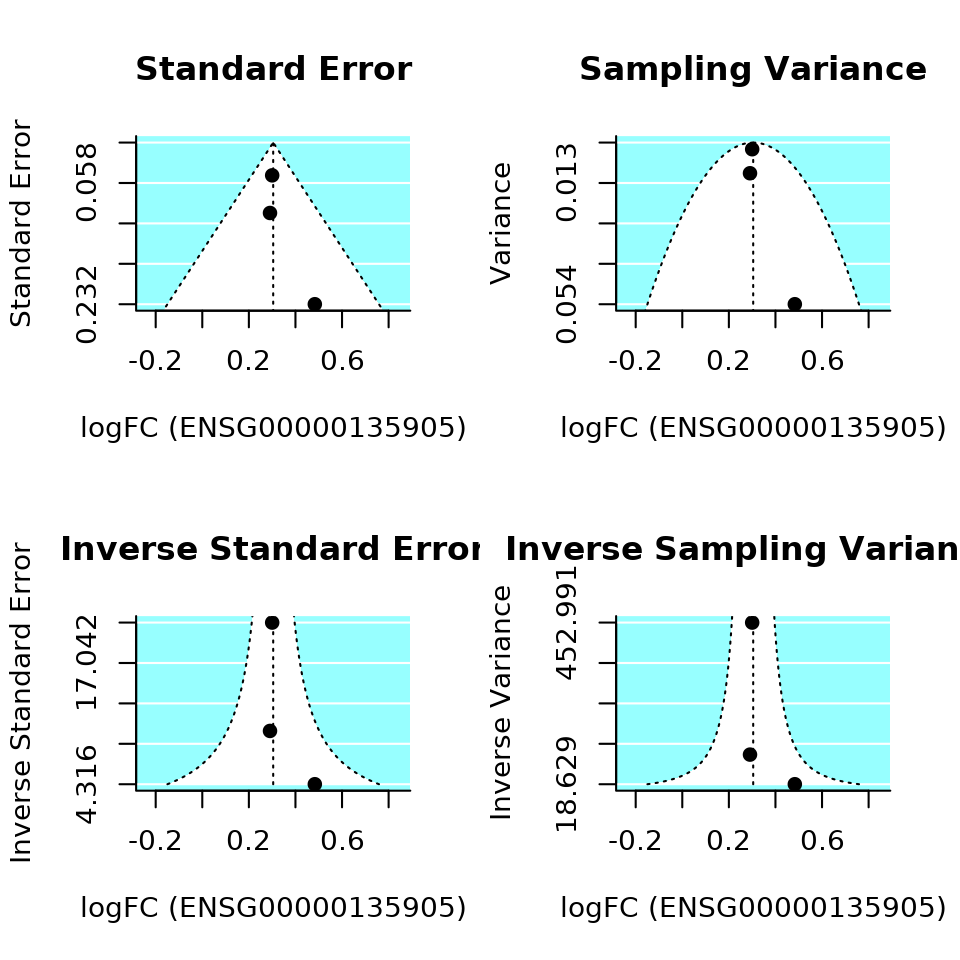 Standard Error
Standard Error
0.058
0.232
-0.2 0.2 0.6
logFC (ENSG00000135905)
Sampling Variance
Variance
0.013
0.054
-0.2 0.2 0.6
logFC (ENSG00000135905)
Inverse Standard Error
Inverse Standard Error
17.042
4.316
-0.2 0.2 0.6
logFC (ENSG00000135905)
Inverse Sampling Varian
Inverse Variance
452.991
18.629
-0.2 0.2 0.6
logFC (ENSG00000135905)